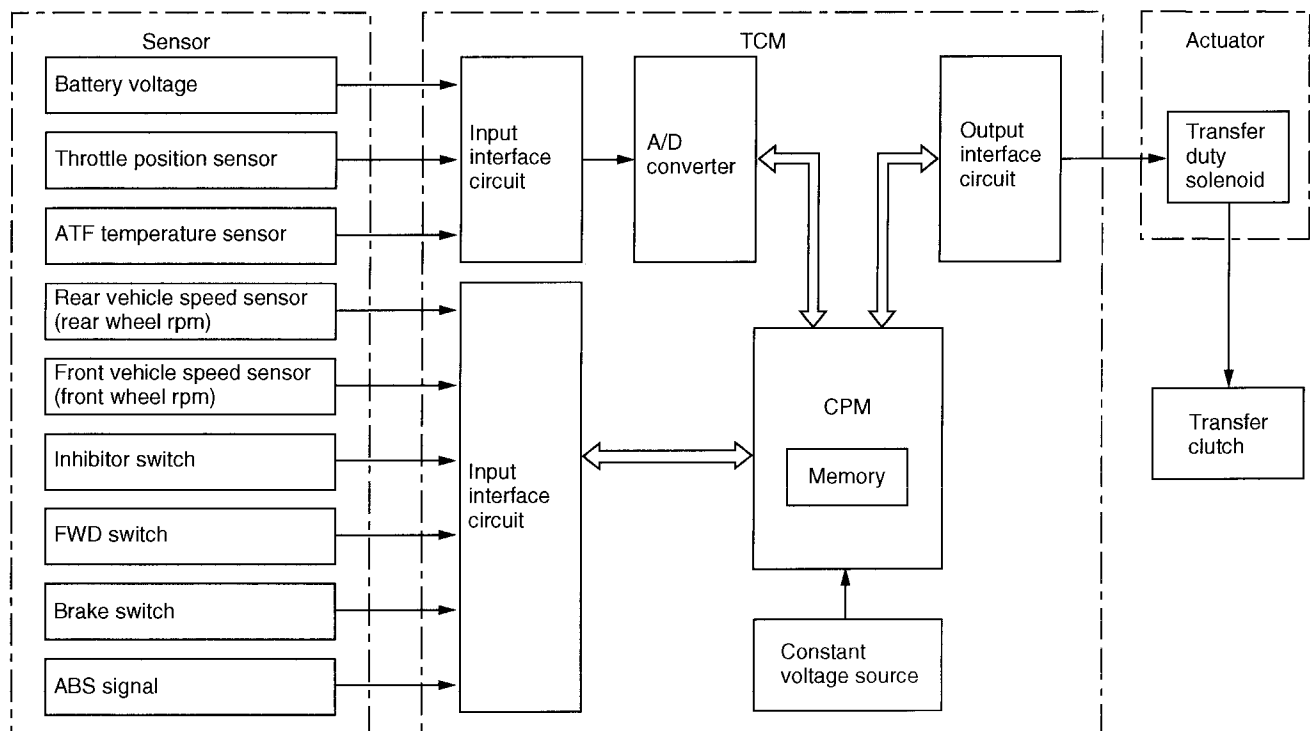 Sensor
Battery voltage
Throttle position sensor
ATF temperature sensor
Rear vehicle speed sensor
(rear wheel rpm)
Front vehicle speed sensor
(front wheel rpm)
Inhibitor switch
FWD switch
Brake switch
ABS signal
TCM
Input
interface
circuit
A/D
converter
Output
interface
circuit
Input
interface
circuit
CPM
Memory
Constant
voltage source
Actuator
Transfer
duty
solenoid
Transfer
clutch